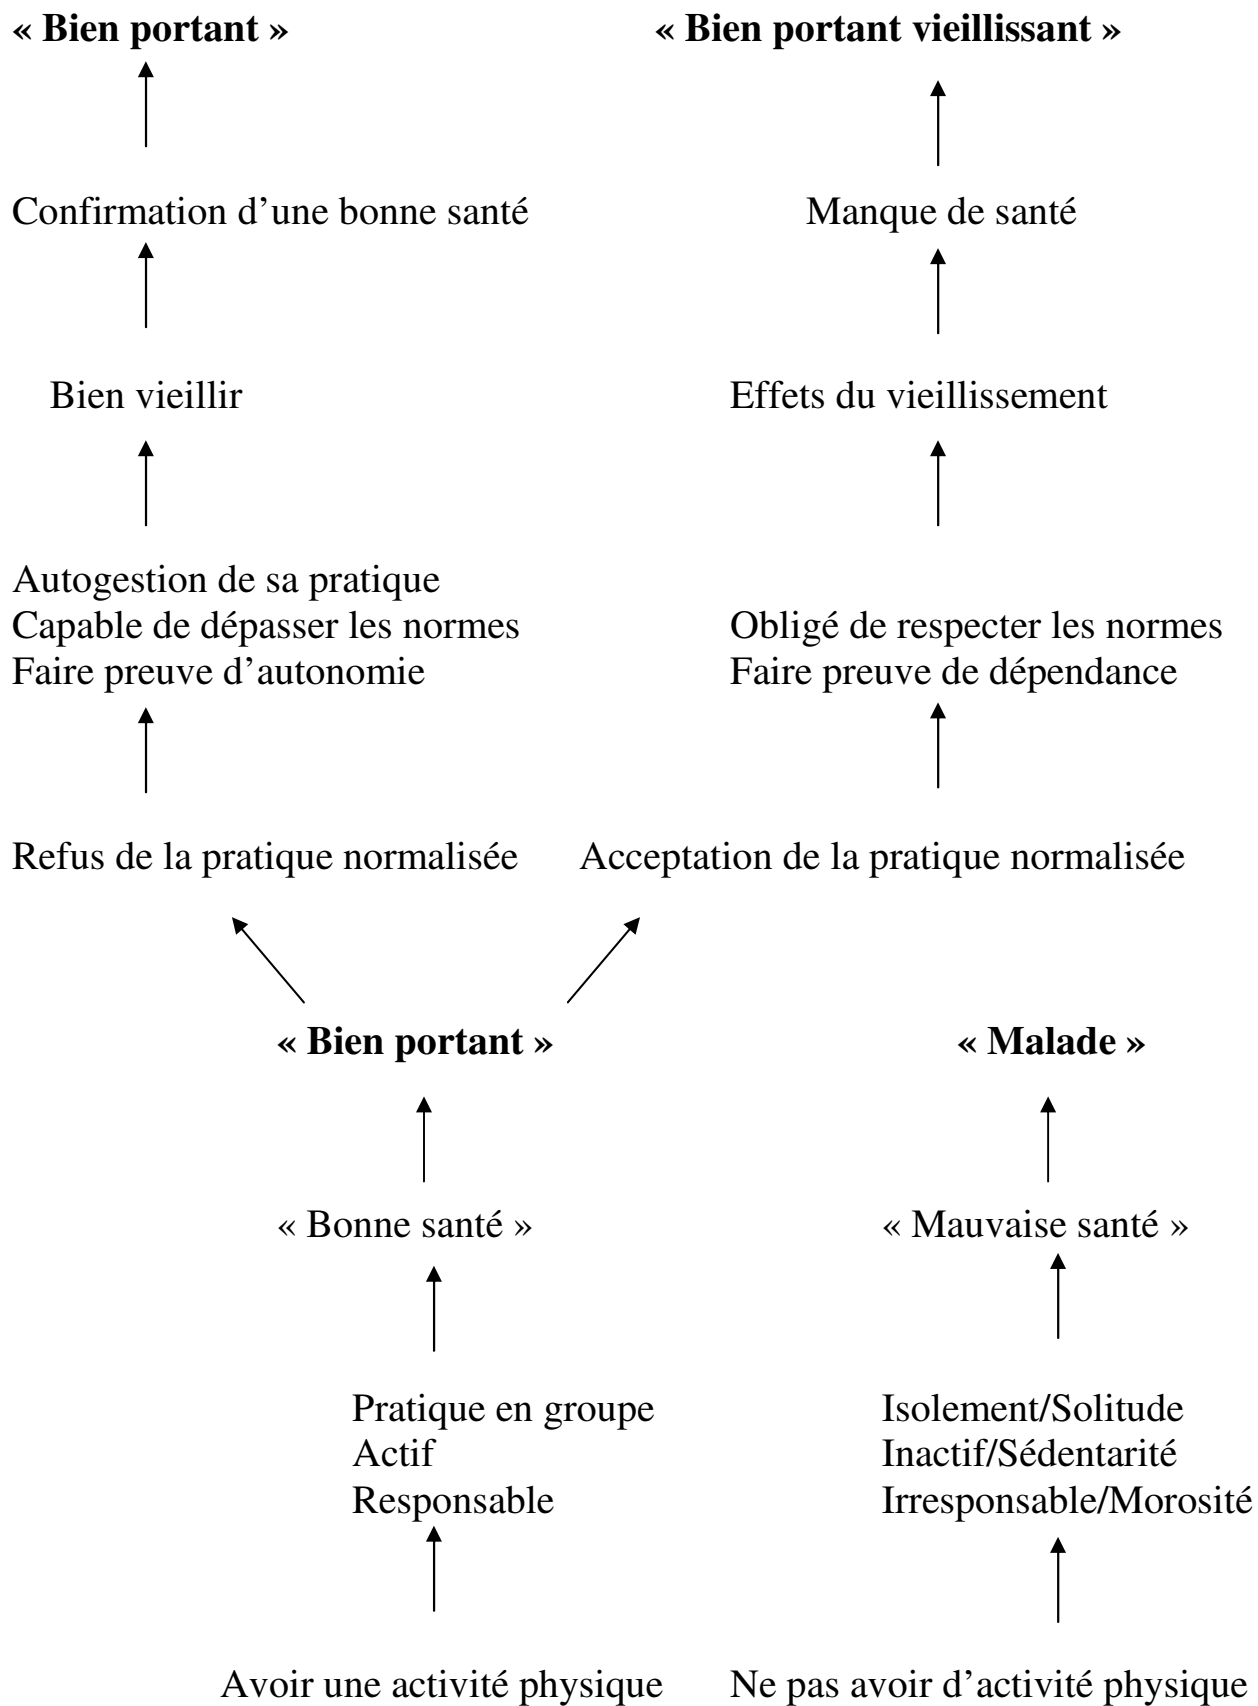 « Bien portant »
« Bien portant vieillissant »
Confirmation d’une bonne santé
Manque de santé
Bien vieillir
Effets du vieillissement
Autogestion de sa pratique
Capable de dépasser les normes
Faire preuve d’autonomie
Obligé de respecter les normes
Faire preuve de dépendance
Refus de la pratique normalisée
Acceptation de la pratique normalisée
« Bien portant »
« Malade »
« Bonne santé »
« Mauvaise santé »
Pratique en groupe
Actif
Responsable
Isolement/Solitude
Inactif/Sédentarité
Irresponsable/Morosité
Avoir une activité physique
Ne pas avoir d’activité physique